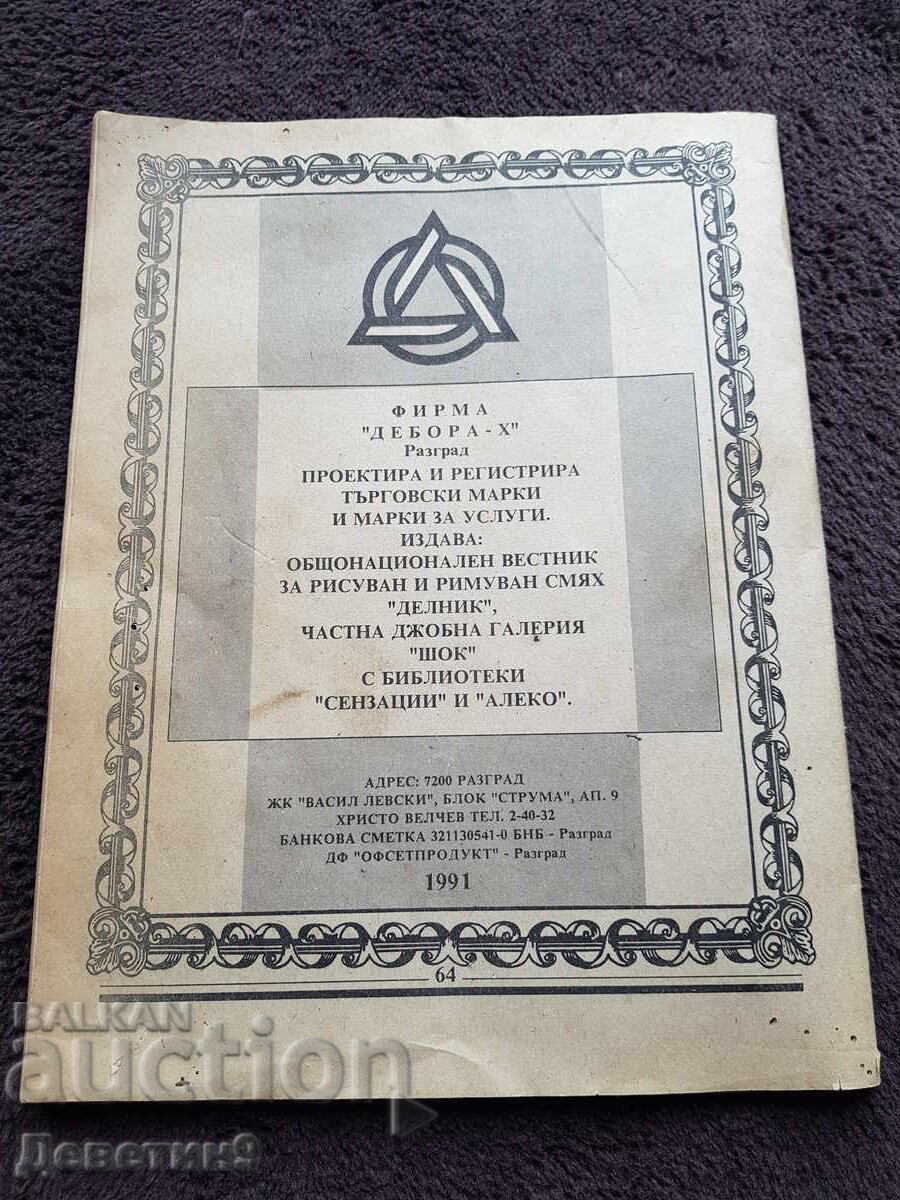 Ф И Р М А
"Д Е Б О Р А - Х"
Разград
ПРОЕКТИРА И РЕГИСТРИРА
ТЪРГОВСКИ МАРКИ
И МАРКИ ЗА УСЛУГИ.
ИЗДАВА:
ОБЩОНАЦИОНАЛЕН ВЕСТНИК
ЗА РИСУВАН И РИМУВАН СМЯХ
"ДЕЛНИК",
ЧАСТНА ДЖОБНА ГАЛЕРИЯ
"ШОК"
С БИБЛИОТЕКИ
"СЕНЗАЦИИ" И "АЛЕКО".
АДРЕС: 7200 РАЗГРАД
ЖК "ВАСИЛ ЛЕВСКИ", БЛОК "СТРУМА", АП. 9
ХРИСТО ВЕЛЧЕВ ТЕЛ. 2-40-32
БАНКОВА СМЕТКА 321130541-0 БНБ - Разград
ДФ "ОФСЕТПРОДУКТ" - Разград
1991
64
BALKAN
auction
Деветин9